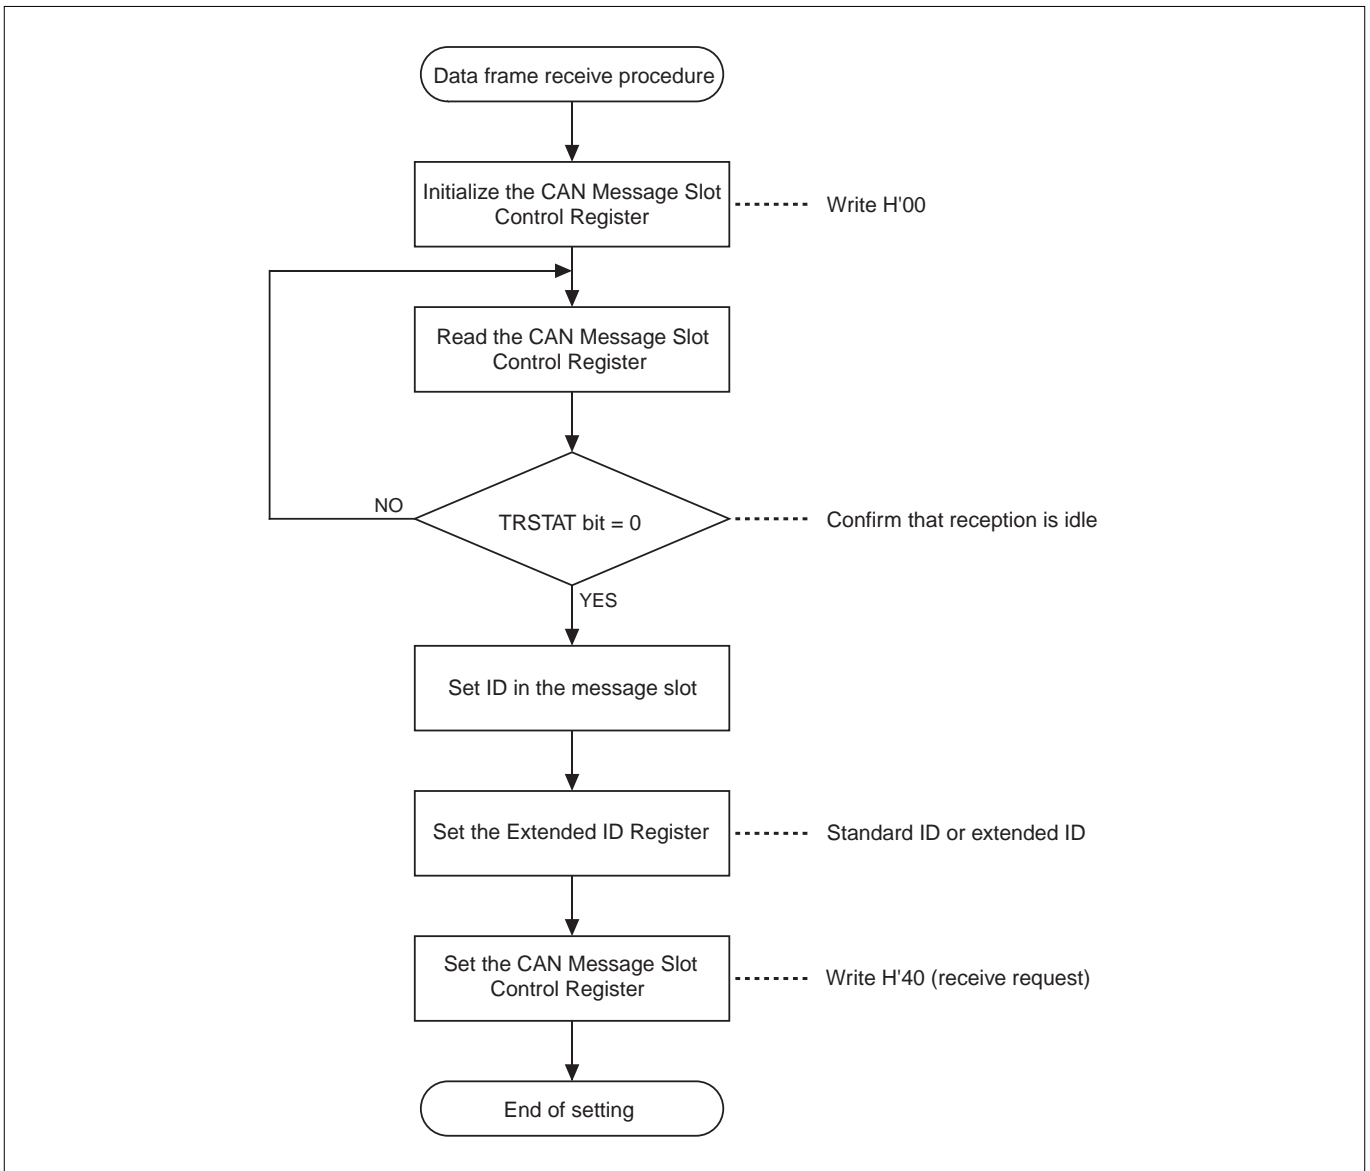 Data frame receive procedure
Initialize the CAN Message Slot
Control Register
Write H'00
Read the CAN Message Slot
Control Register
NO
TRSTAT bit = 0
Confirm that reception is idle
YES
Set ID in the message slot
Set the Extended ID Register
Standard ID or extended ID
Set the CAN Message Slot
Control Register
Write H'40 (receive request)
End of setting